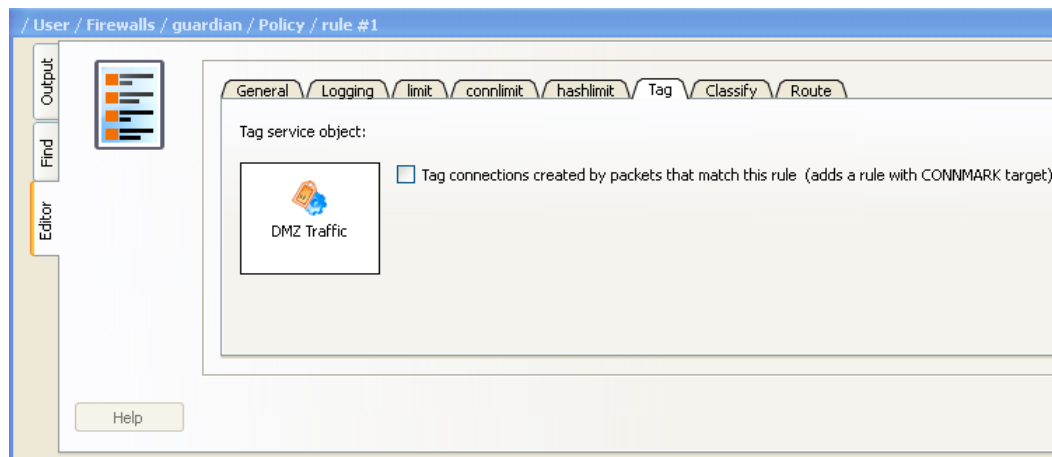 / User / Firewalls / guardian / Policy / rule #1
Output
Find
Editor
General
Logging
limit
connlimit
hashlimit
Tag
Classify
Route
Tag service object:
DMZ Traffic
Tag connections created by packets that match this rule (adds a rule with CONNMARK target)
Help